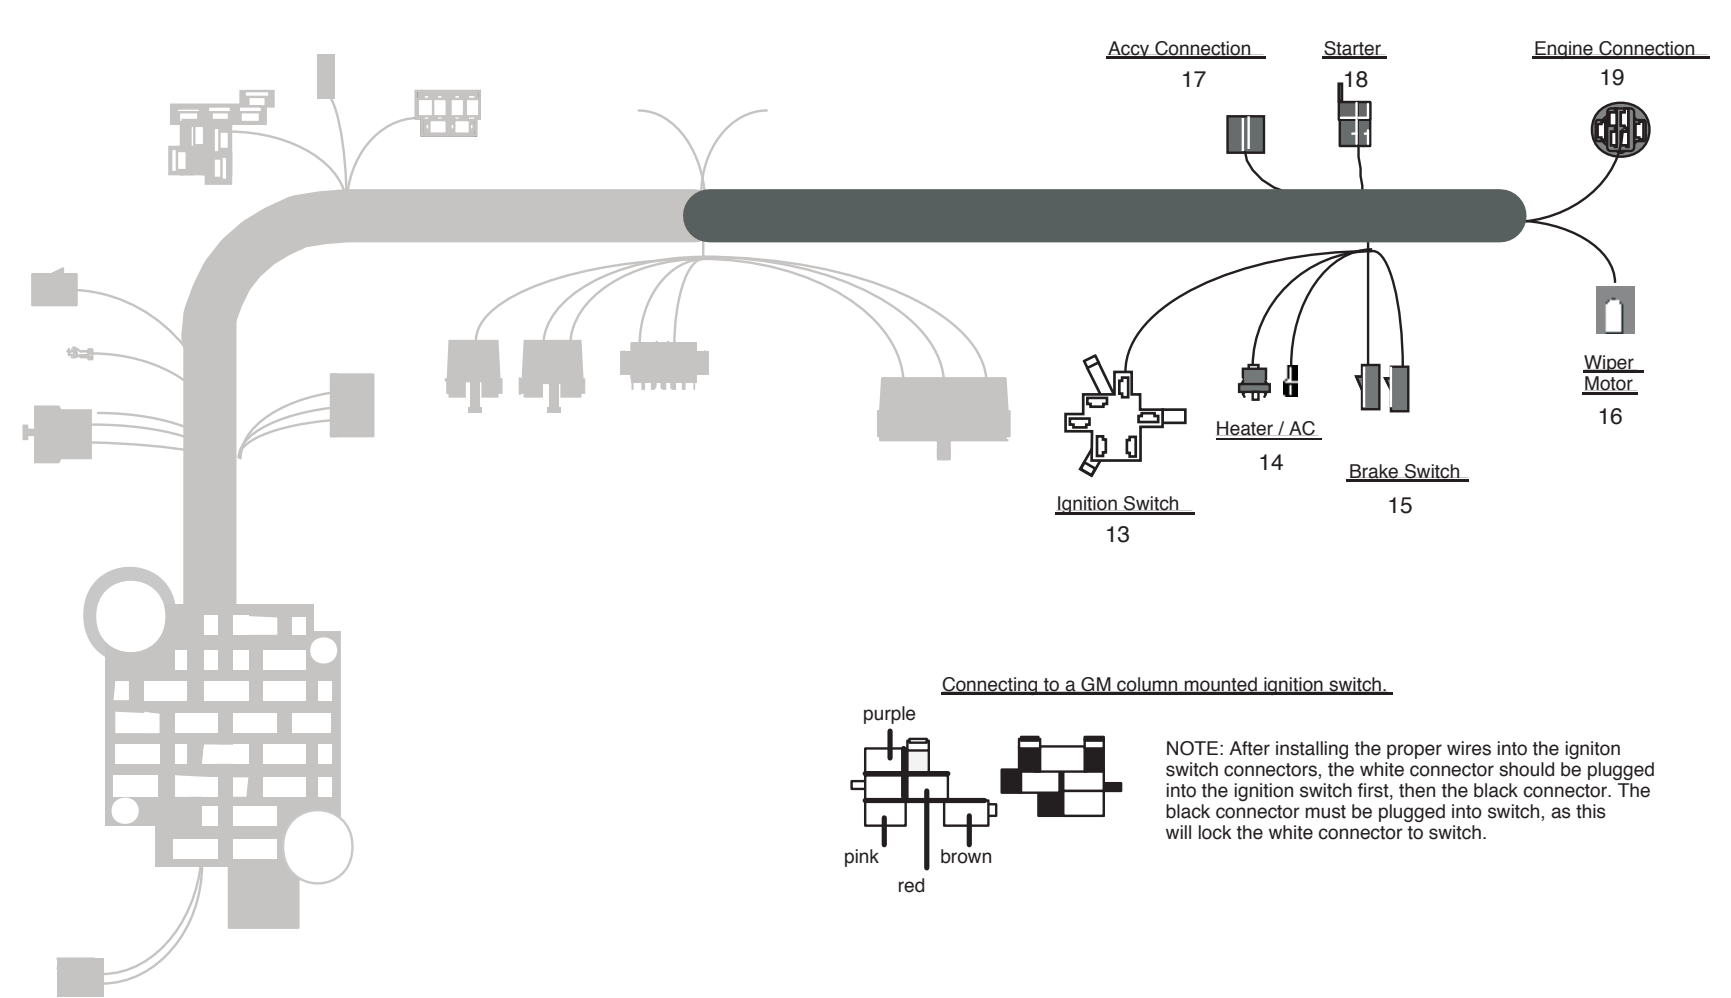 Accy Connection
17
Starter
18
Engine Connection
19
Wiper
Motor
16
Heater / AC
14
Brake Switch
15
Ignition Switch
13
Connecting to a GM column mounted ignition switch.
purple
pink
brown
red
NOTE: After installing the proper wires into the igniton
switch connectors, the white connector should be plugged
into the ignition switch first, then the black connector. The
black connector must be plugged into switch, as this
will lock the white connector to switch.